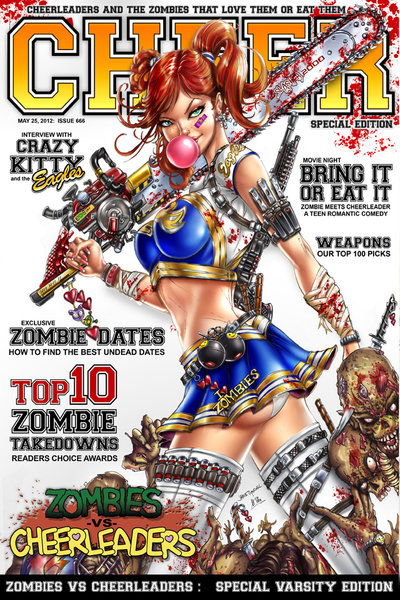 CHEERLEADERS AND THE ZOMBIES THAT LOVE THEM OR EAT THEM
CHEER
MAY 25, 2012: ISSUE 666
SPECIAL EDITION
INTERVIEW WITH
CRAZY
KITTY
and the Eagles
MOVIE NIGHT
BRING IT
OR EAT IT
ZOMBIE MEETS CHEERLEADER
A TEEN ROMANTIC COMEDY
WEAPONS
OUR TOP 100 PICKS
EXCLUSIVE
ZOMBIE DATES
HOW TO FIND THE BEST UNDEAD DATES
TOP 10
ZOMBIE
TAKEDOWNS
READERS CHOICE AWARDS
I
ZOMBIES
ZOMBIES
-VS-
CHEERLEADERS
ZOMBIES VS CHEERLEADERS : SPECIAL VARSITY EDITION